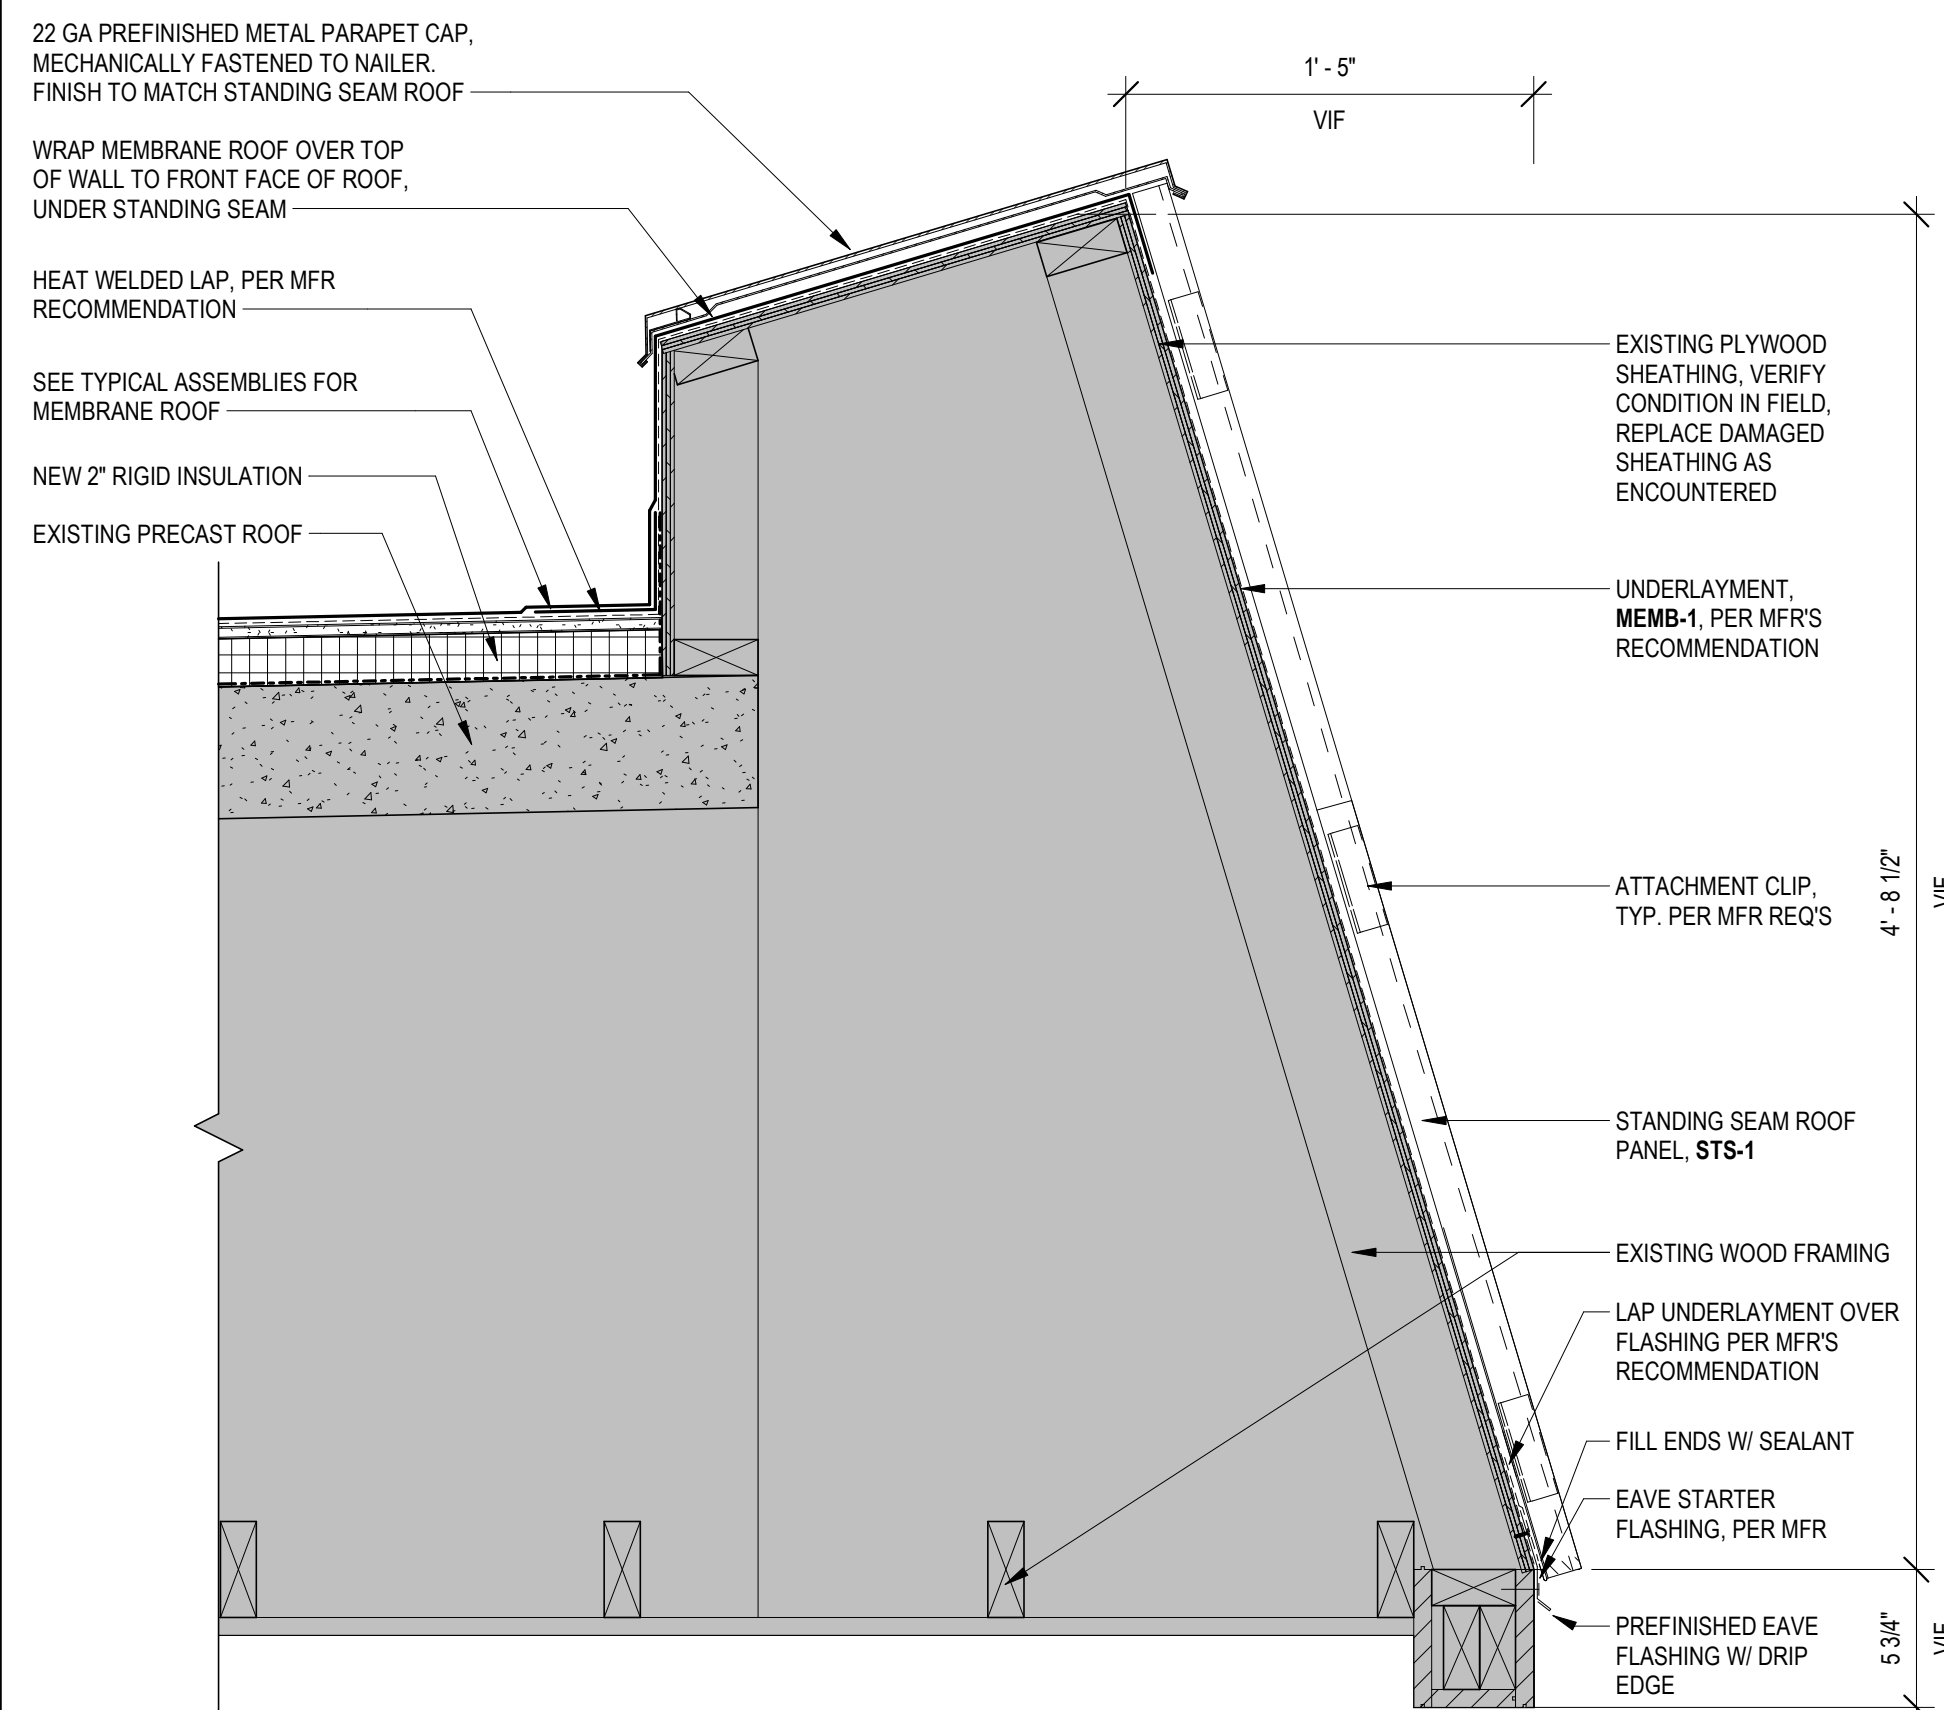 22 GA PREFINISHED METAL PARAPET CAP,
MECHANICALLY FASTENED TO NAILER.
FINISH TO MATCH STANDING SEAM ROOF
WRAP MEMBRANE ROOF OVER TOP
OF WALL TO FRONT FACE OF ROOF,
UNDER STANDING SEAM
HEAT WELDED LAP, PER MFR
RECOMMENDATION
SEE TYPICAL ASSEMBLIES FOR
MEMBRANE ROOF
NEW 2" RIGID INSULATION
EXISTING PRECAST ROOF
1' - 5"
VIF
EXISTING PLYWOOD
SHEATHING, VERIFY
CONDITION IN FIELD,
REPLACE DAMAGED
SHEATHING AS
ENCOUNTERED
UNDERLAYMENT,
MEMB-1, PER MFR'S
RECOMMENDATION
ATTACHMENT CLIP,
TYP. PER MFR REQ'S
4' - 8 1/2"
VIF
STANDING SEAM ROOF
PANEL, STS-1
EXISTING WOOD FRAMING
LAP UNDERLAYMENT OVER
FLASHING PER MFR'S
RECOMMENDATION
FILL ENDS W/ SEALANT
EAVE STARTER
FLASHING, PER MFR
PREFINISHED EAVE
FLASHING W/ DRIP
EDGE
5 3/4"
VIF